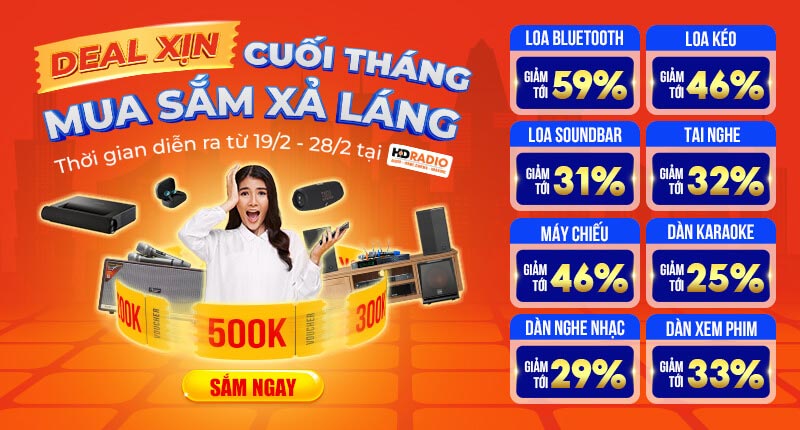 DEAL XỊN
CUỐI THÁNG
MUA SẮM XẢ LÁNG
Thời gian diễn ra từ 19/2 - 28/2 tại HDRADIO
500K
VOUCHER
VOUCHER
300K
SẮM NGAY
LOA BLUETOOTH
GIẢM TỚI 59%
LOA KÉO
GIẢM TỚI 46%
LOA SOUNDBAR
GIẢM TỚI 31%
TAI NGHE
GIẢM TỚI 32%
MÁY CHIẾU
GIẢM TỚI 46%
DÀN KARAOKE
GIẢM TỚI 25%
DÀN NGHE NHẠC
GIẢM TỚI 29%
DÀN XEM PHIM
GIẢM TỚI 33%